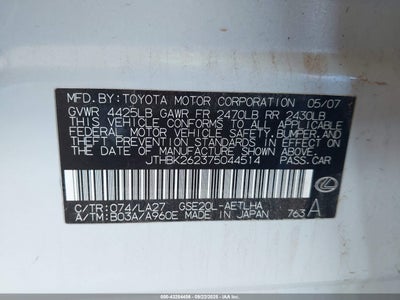 MFD. BY: TOYOTA MOTOR CORPORATION 05/07
GVWR 4425LB GAWR FR 2470LB RR 2430LB
THIS VEHICLE CONFORMS TO ALL APPLICABLE
FEDERAL MOTOR VEHICLE SAFETY, BUMPER, AND
THEFT PREVENTION STANDARDS IN EFFECT ON
THE DATE OF MANUFACTURE SHOWN ABOVE.
JTHBK262375044514 PASS. CAR
C/TR: 074/LA27 GSE20L-AETLHA
A/TM: B03A/A960E MADE IN JAPAN 763 A